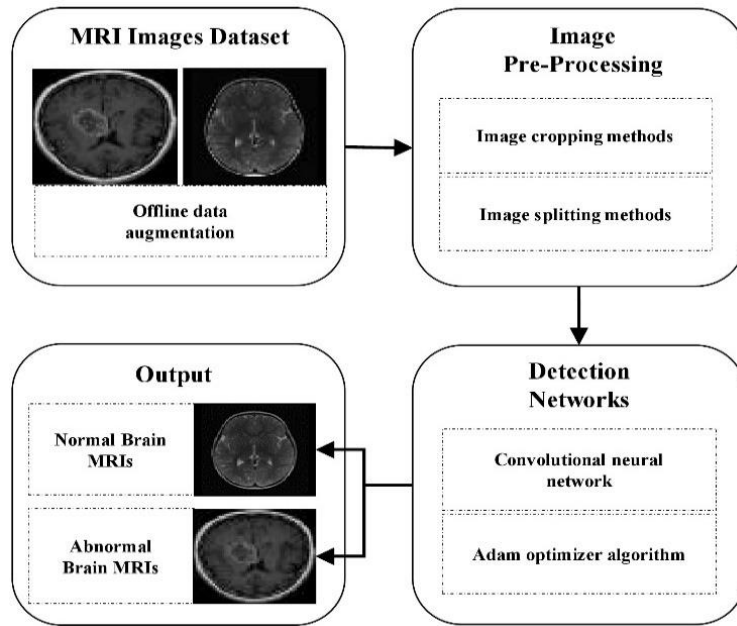 MRI Images Dataset
Offline data
augmentation
Image
Pre-Processing
Image cropping methods
Image splitting methods
Detection
Networks
Convolutional neural
network
Adam optimizer algorithm
Output
Normal Brain
MRIs
Abnormal
Brain MRIs